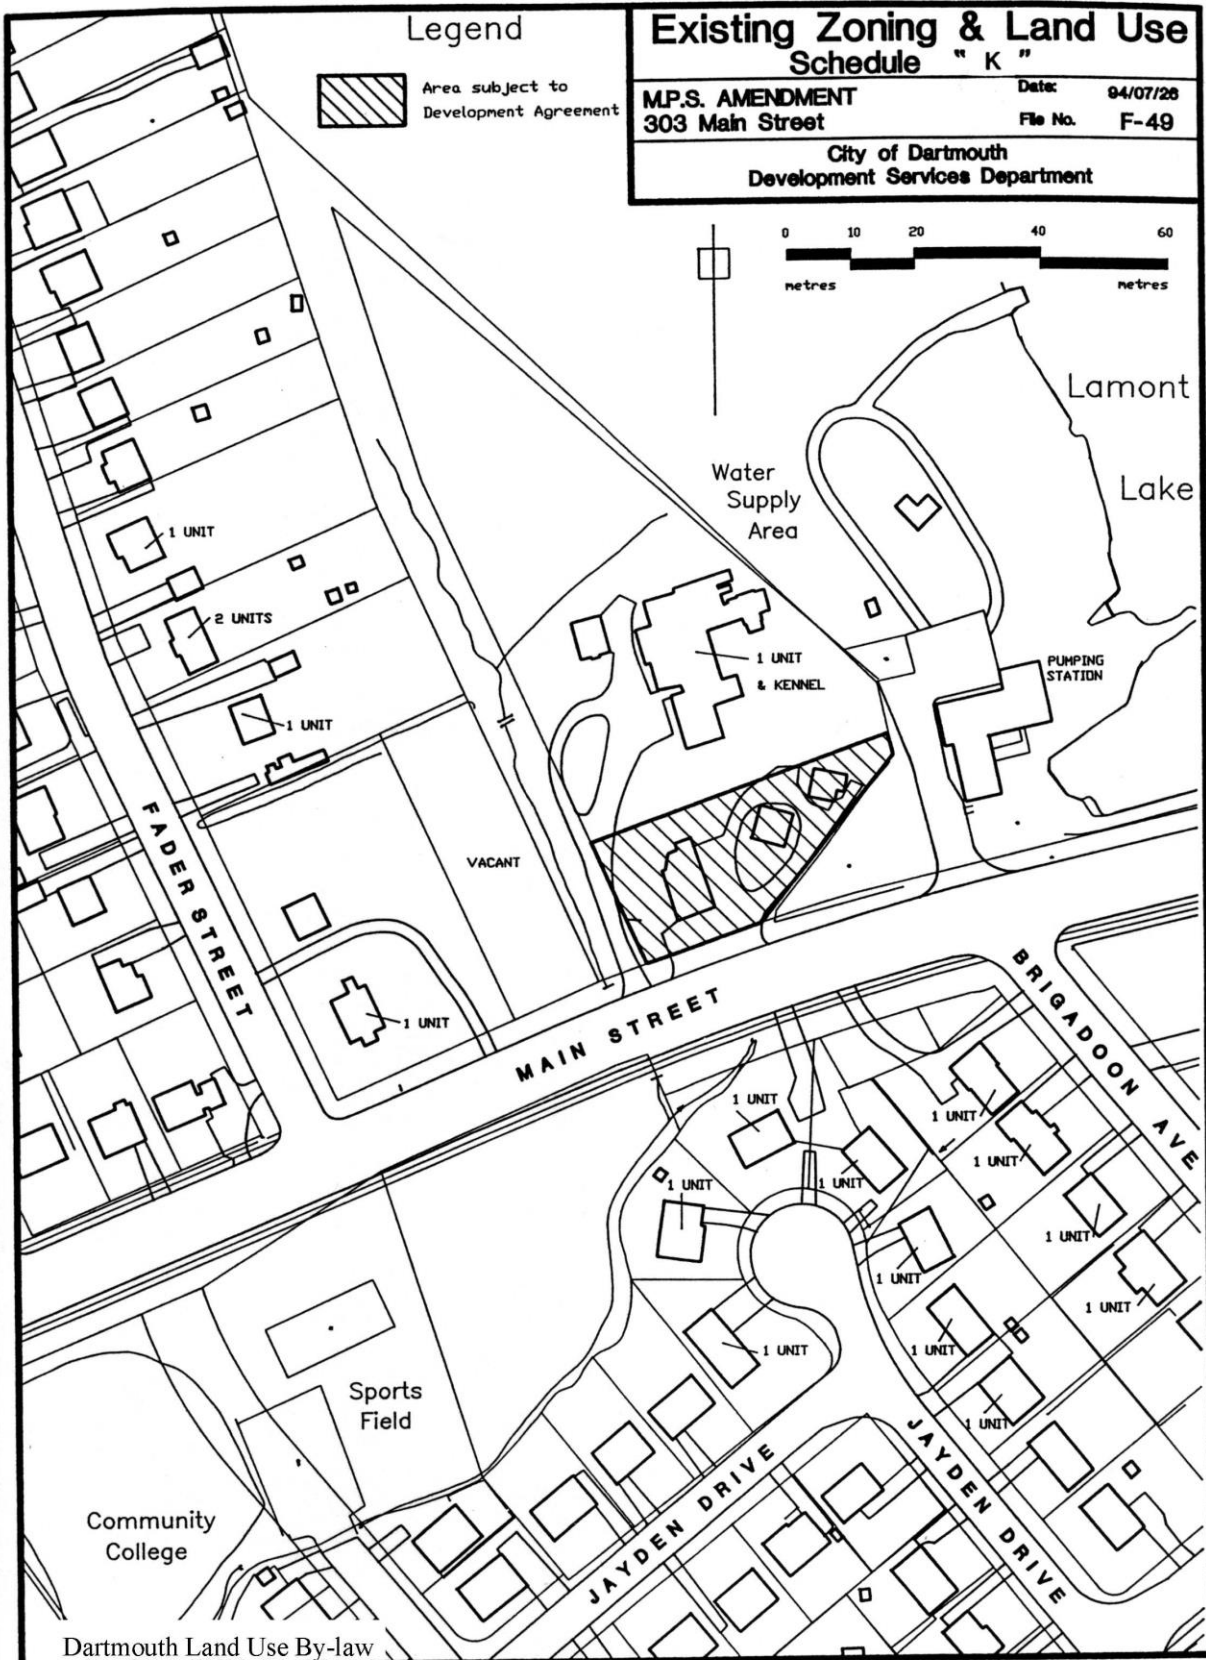 Legend
Area subject to
Development Agreement
Existing Zoning & Land Use
Schedule " K "
M.P.S. AMENDMENT
303 Main Street
Date: 94/07/26
File No. F-49
City of Dartmouth
Development Services Department
0 10 20 40 60
metres metres
Lamont
Lake
Water
Supply
Area
1 UNIT
2 UNITS
1 UNIT
1 UNIT
& KENNEL
PUMPING
STATION
FADER STREET
VACANT
1 UNIT
MAIN STREET
BRIGADOON AVE
1 UNIT
1 UNIT
1 UNIT
1 UNIT
1 UNIT
1 UNIT
1 UNIT
1 UNIT
1 UNIT
1 UNIT
1 UNIT
Sports
Field
JAYDEN DRIVE
JAYDEN DRIVE
Community
College
Dartmouth Land Use By-law